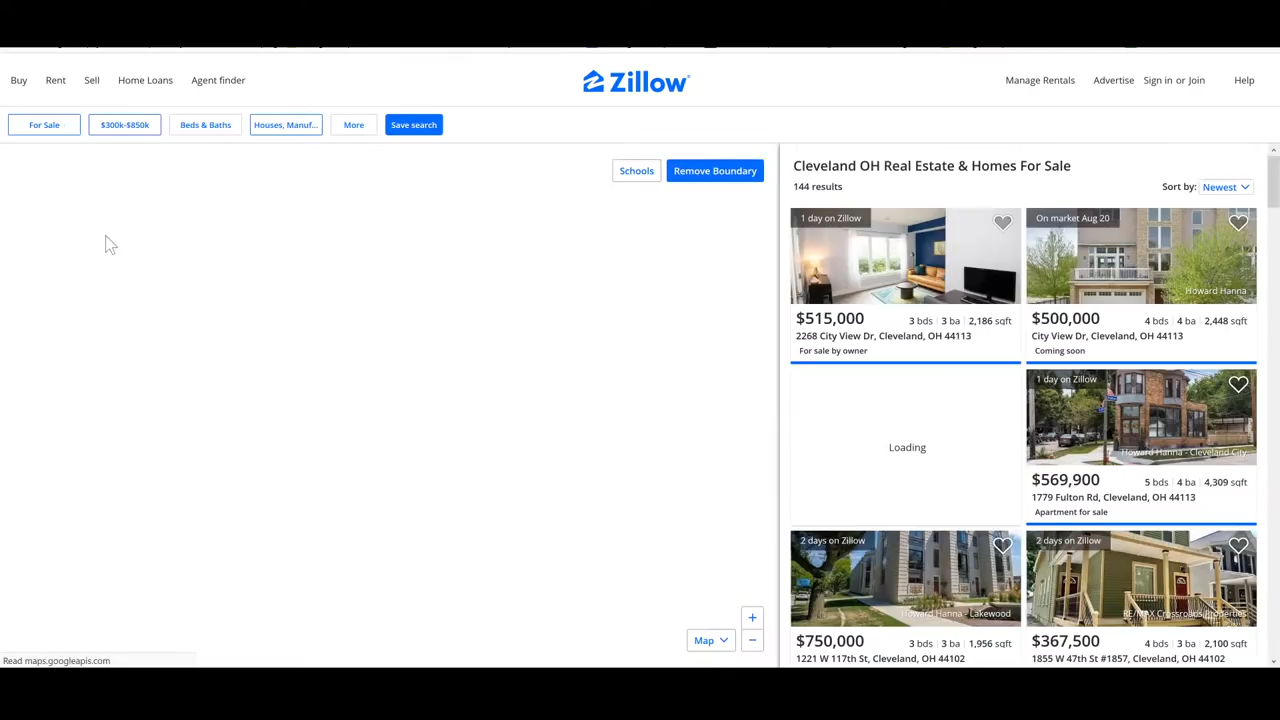 Buy Rent Sell Home Loans Agent finder Zillow Manage Rentals Advertise Sign in or Join Help
For Sale $300k-$850k Beds & Baths Houses, Manuf... More Save search
Schools Remove Boundary
Cleveland OH Real Estate & Homes For Sale
144 results Sort by: Newest
1 day on Zillow
$515,000 3 bds 3 ba 2,186 sqft
2268 City View Dr, Cleveland, OH 44113
For sale by owner
On market Aug 20
Howard Hanna
$500,000 4 bds 4 ba 2,448 sqft
City View Dr, Cleveland, OH 44113
Coming soon
Loading
1 day on Zillow
Howard Hanna - Cleveland City
$569,900 5 bds 4 ba 4,309 sqft
1779 Fulton Rd, Cleveland, OH 44113
Apartment for sale
2 days on Zillow
Howard Hanna - Lakewood
$750,000 3 bds 3 ba 1,956 sqft
1221 W 117th St, Cleveland, OH 44102
2 days on Zillow
RE/MAX Crossroads Properties
$367,500 4 bds 3 ba 2,100 sqft
1855 W 47th St #1857, Cleveland, OH 44102
Map
Read maps.googleapis.com